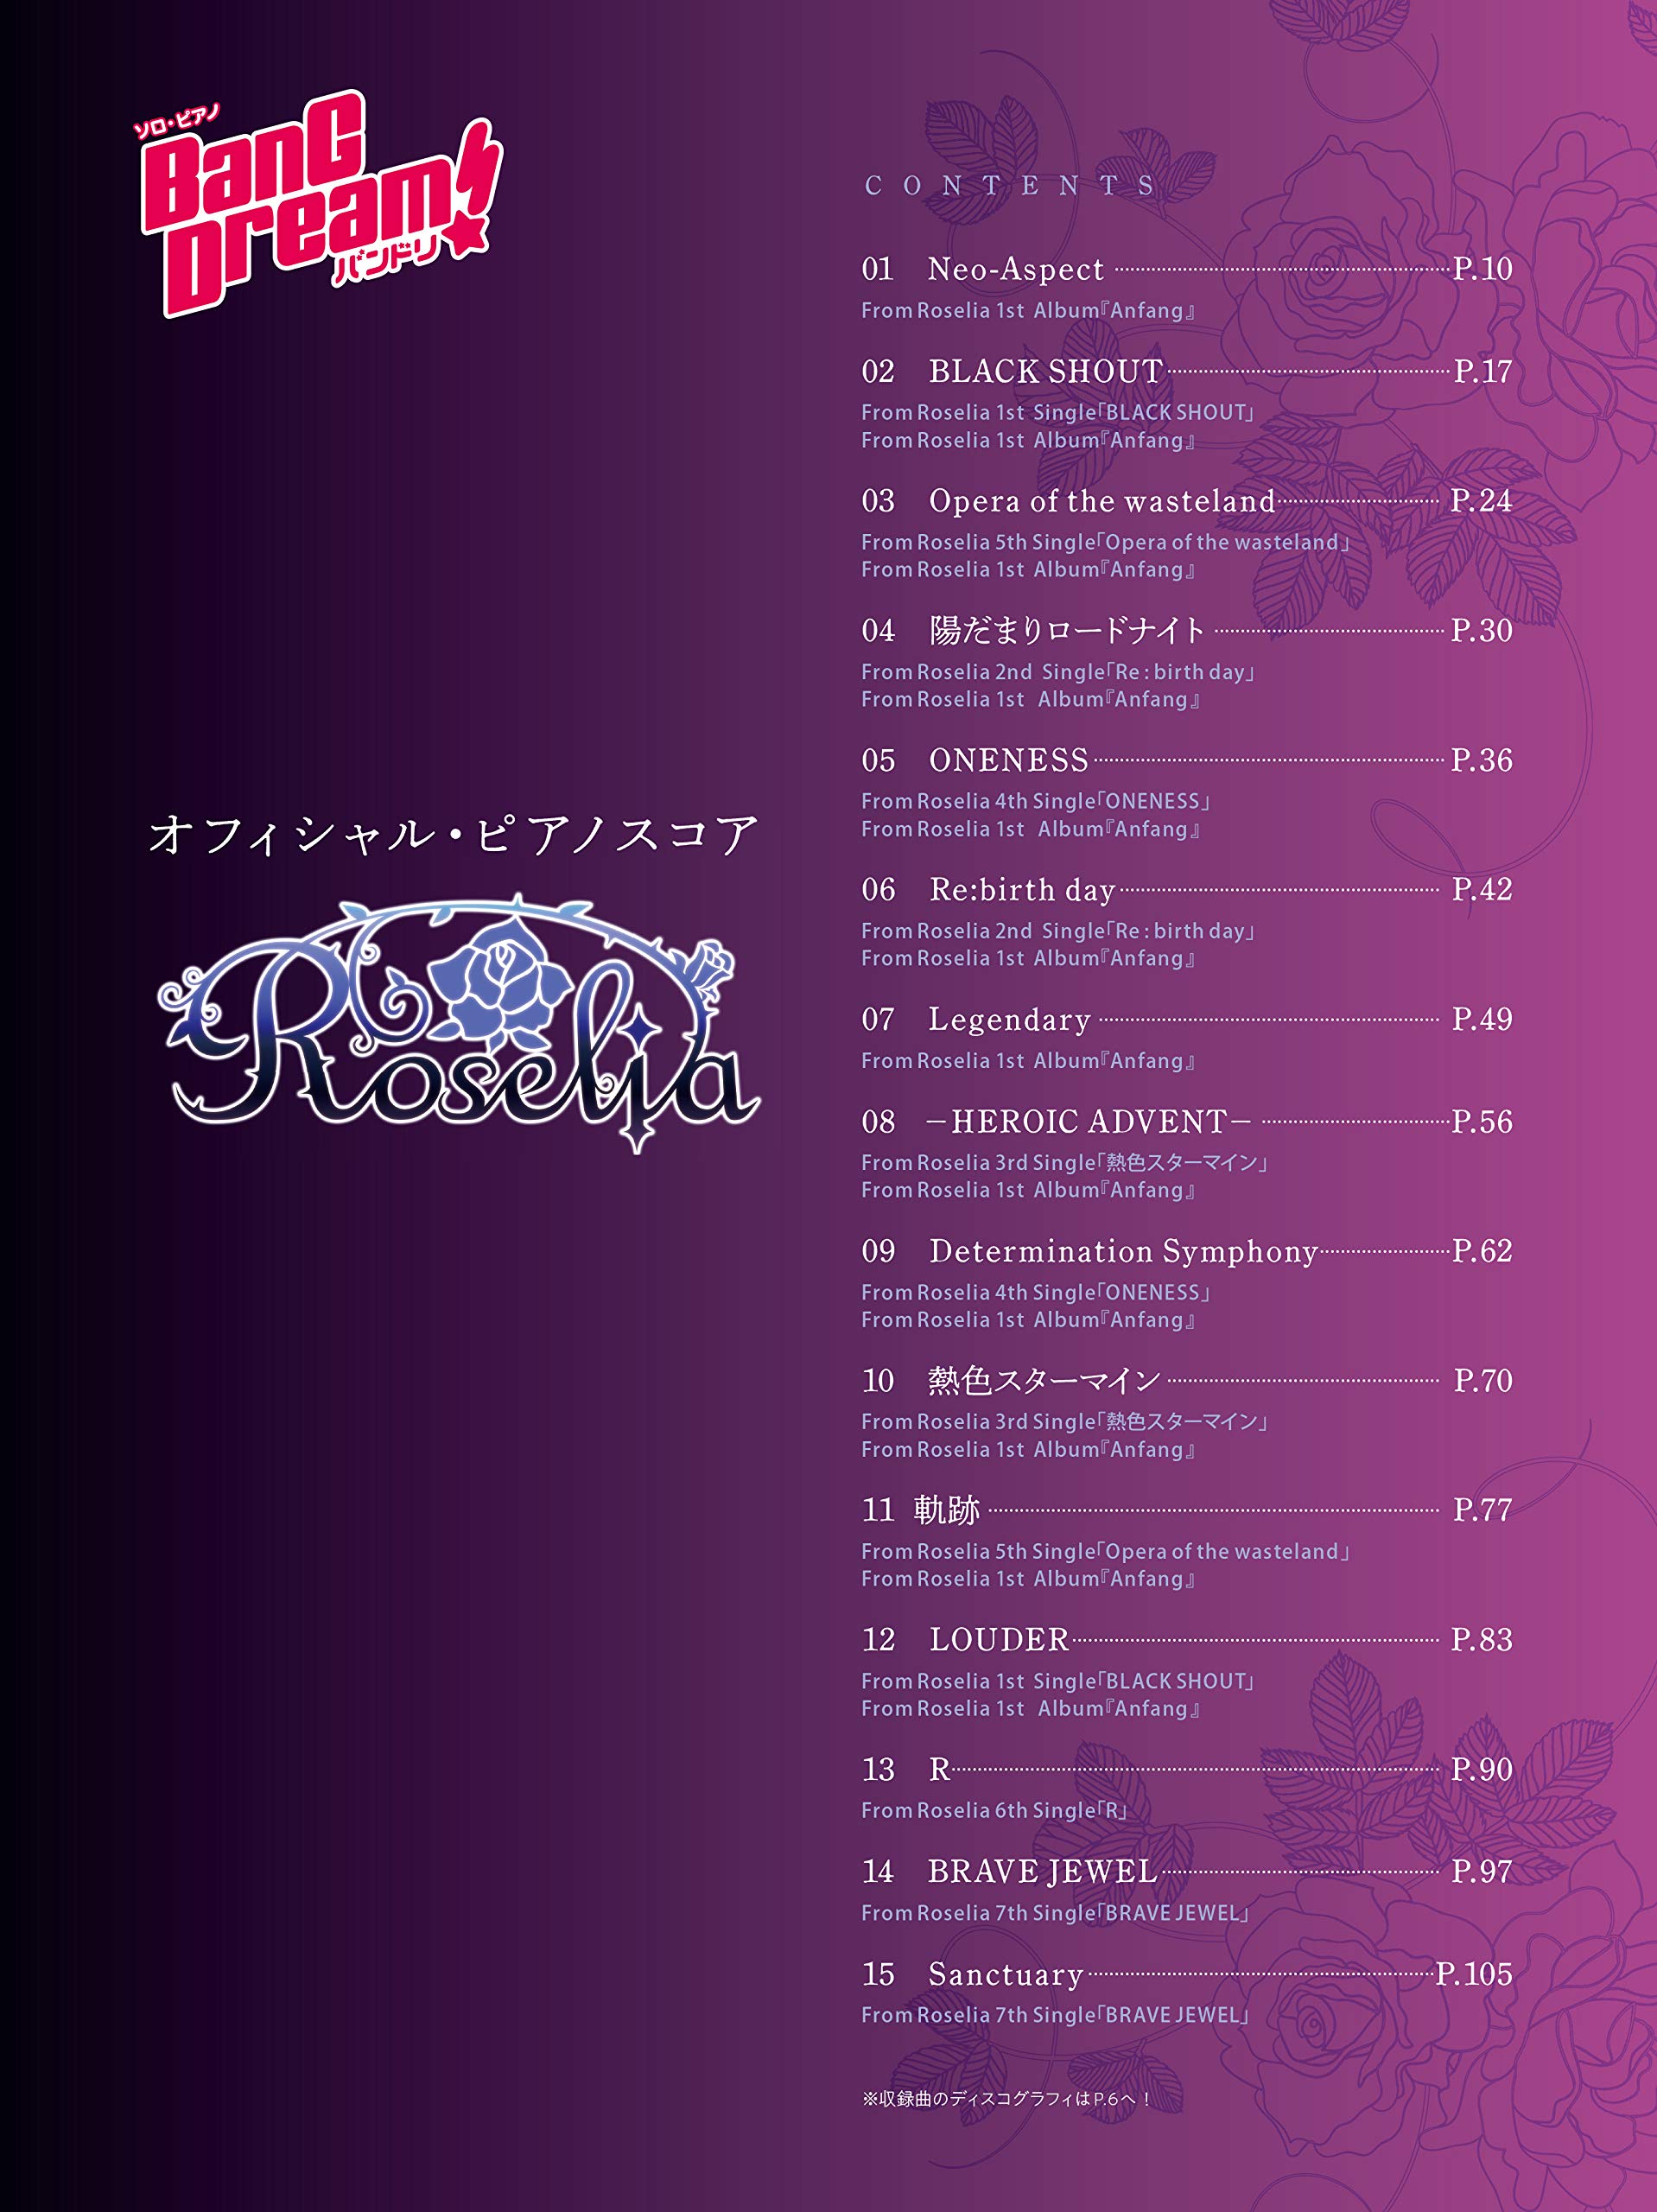 ソロ・ピアノ
BanG
Dream!
バンドリ
オフィシャル・ピアノスコア
Roselia
CONTENTS
01 Neo-Aspect P.10
From Roselia 1st Album『Anfang』
02 BLACK SHOUT P.17
From Roselia 1st Single「BLACK SHOUT」
From Roselia 1st Album『Anfang』
03 Opera of the wasteland P.24
From Roselia 5th Single「Opera of the wasteland」
From Roselia 1st Album『Anfang』
04 陽だまりロードナイト P.30
From Roselia 2nd Single「Re : birth day」
From Roselia 1st Album『Anfang』
05 ONENESS P.36
From Roselia 4th Single「ONENESS」
From Roselia 1st Album『Anfang』
06 Re:birth day P.42
From Roselia 2nd Single「Re : birth day」
From Roselia 1st Album『Anfang』
07 Legendary P.49
From Roselia 1st Album『Anfang』
08 －HEROIC ADVENT－ P.56
From Roselia 3rd Single「熱色スターマイン」
From Roselia 1st Album『Anfang』
09 Determination Symphony P.62
From Roselia 4th Single「ONENESS」
From Roselia 1st Album『Anfang』
10 熱色スターマイン P.70
From Roselia 3rd Single「熱色スターマイン」
From Roselia 1st Album『Anfang』
11 軌跡 P.77
From Roselia 5th Single「Opera of the wasteland」
From Roselia 1st Album『Anfang』
12 LOUDER P.83
From Roselia 1st Single「BLACK SHOUT」
From Roselia 1st Album『Anfang』
13 R P.90
From Roselia 6th Single「R」
14 BRAVE JEWEL P.97
From Roselia 7th Single「BRAVE JEWEL」
15 Sanctuary P.105
From Roselia 7th Single「BRAVE JEWEL」
※収録曲のディスコグラフィはP.6へ！